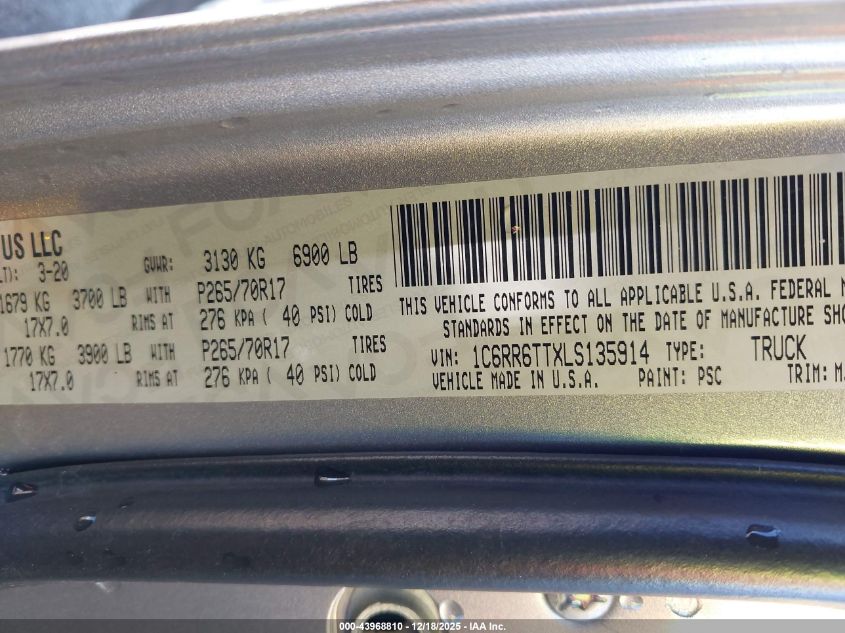 US LLC
LT): 3-20 GVWR: 3130 KG 6900 LB
1679 KG 3700 LB WITH P265/70R17 TIRES
17X7.0 RIMS AT 276 KPA ( 40 PSI) COLD
1770 KG 3900 LB WITH P265/70R17 TIRES
17X7.0 RIMS AT 276 KPA ( 40 PSI) COLD
THIS VEHICLE CONFORMS TO ALL APPLICABLE U.S.A. FEDERAL M
STANDARDS IN EFFECT ON THE DATE OF MANUFACTURE SHO
VIN: 1C6RR6TTXLS135914 TYPE: TRUCK
VEHICLE MADE IN U.S.A. PAINT: PSC TRIM: M
000-43968810 - 12/18/2025 - IAA Inc.